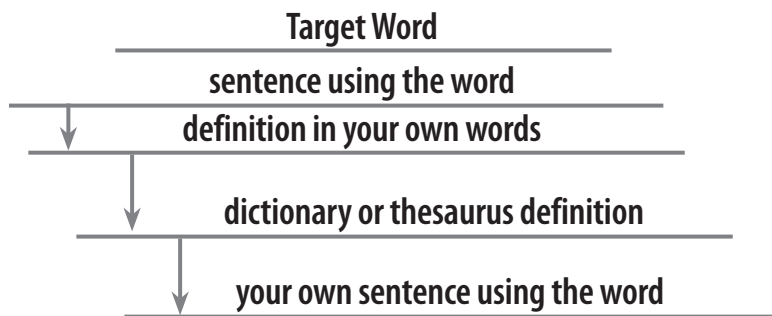 Target Word
sentence using the word
definition in your own words
dictionary or thesaurus definition
your own sentence using the word